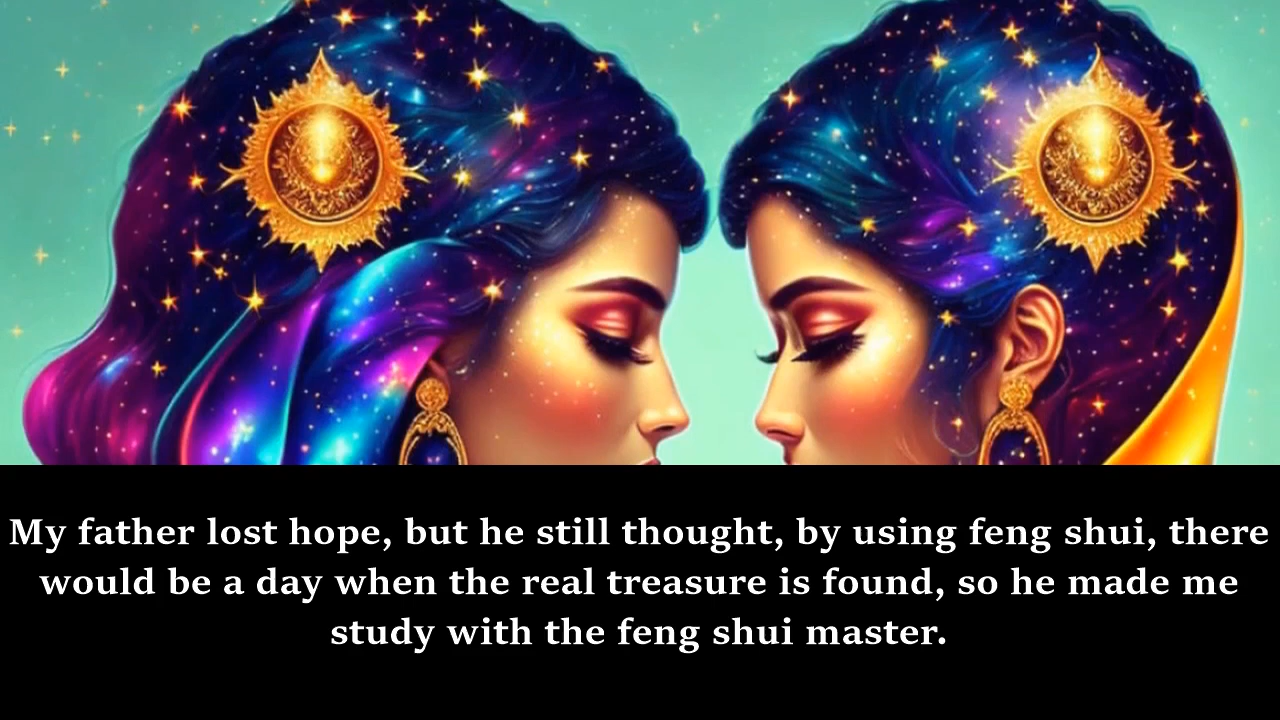 My father lost hope, but he still thought, by using feng shui, there
would be a day when the real treasure is found, so he made me
study with the feng shui master.